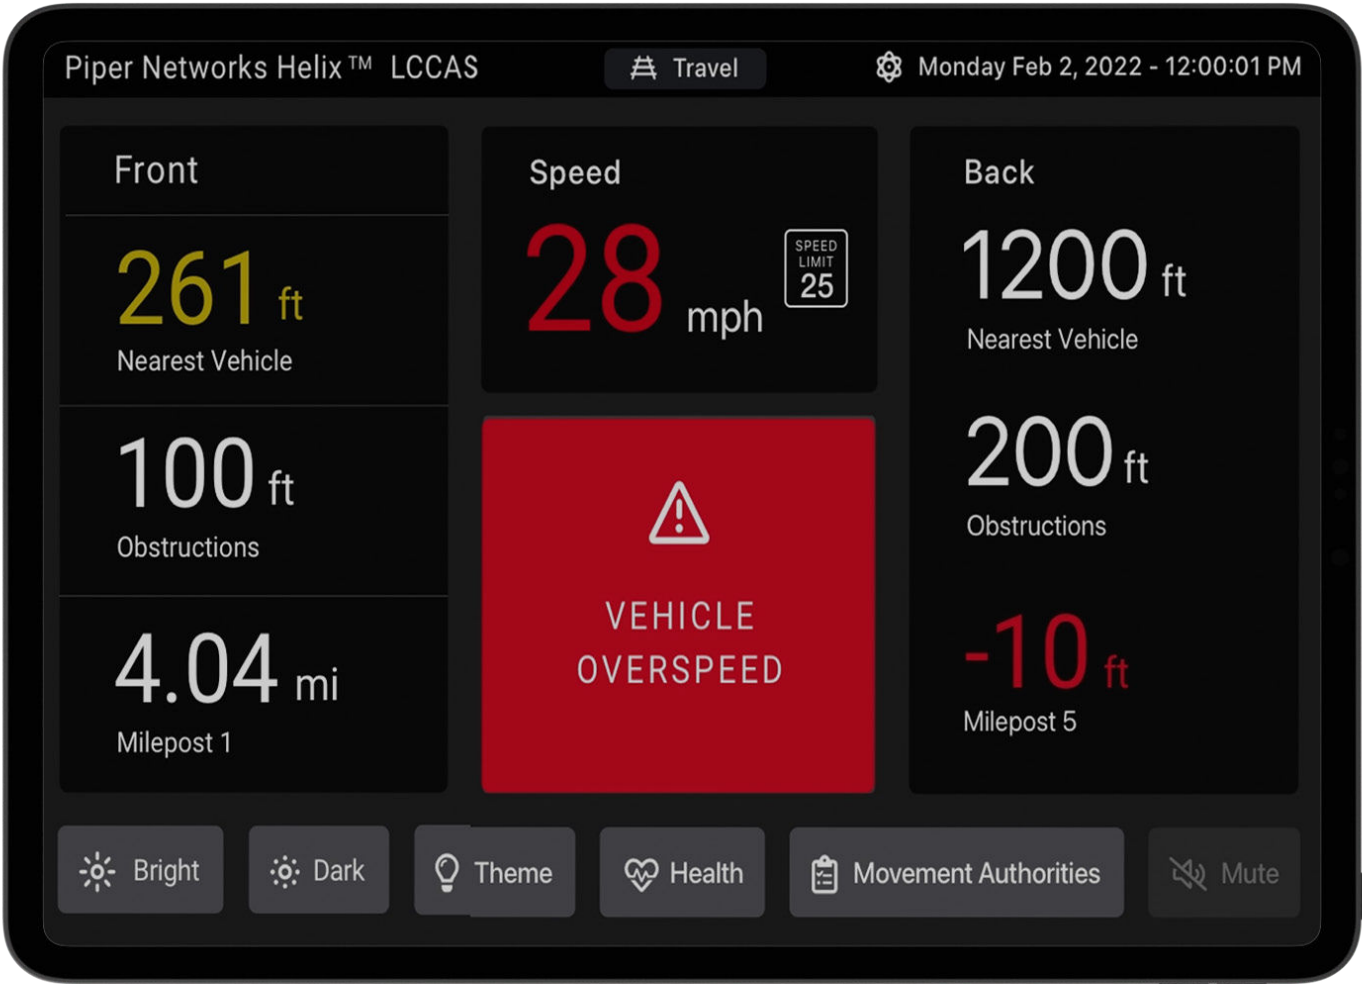 Piper Networks Helix™ LCCAS
Travel
Monday Feb 2, 2022 - 12:00:01 PM
Front
261 ft
Nearest Vehicle
100 ft
Obstructions
4.04 mi
Milepost 1
Speed
28 mph
SPEED
LIMIT
25
VEHICLE
OVERSPEED
Back
1200 ft
Nearest Vehicle
200 ft
Obstructions
-10 ft
Milepost 5
Bright
Dark
Theme
Health
Movement Authorities
Mute